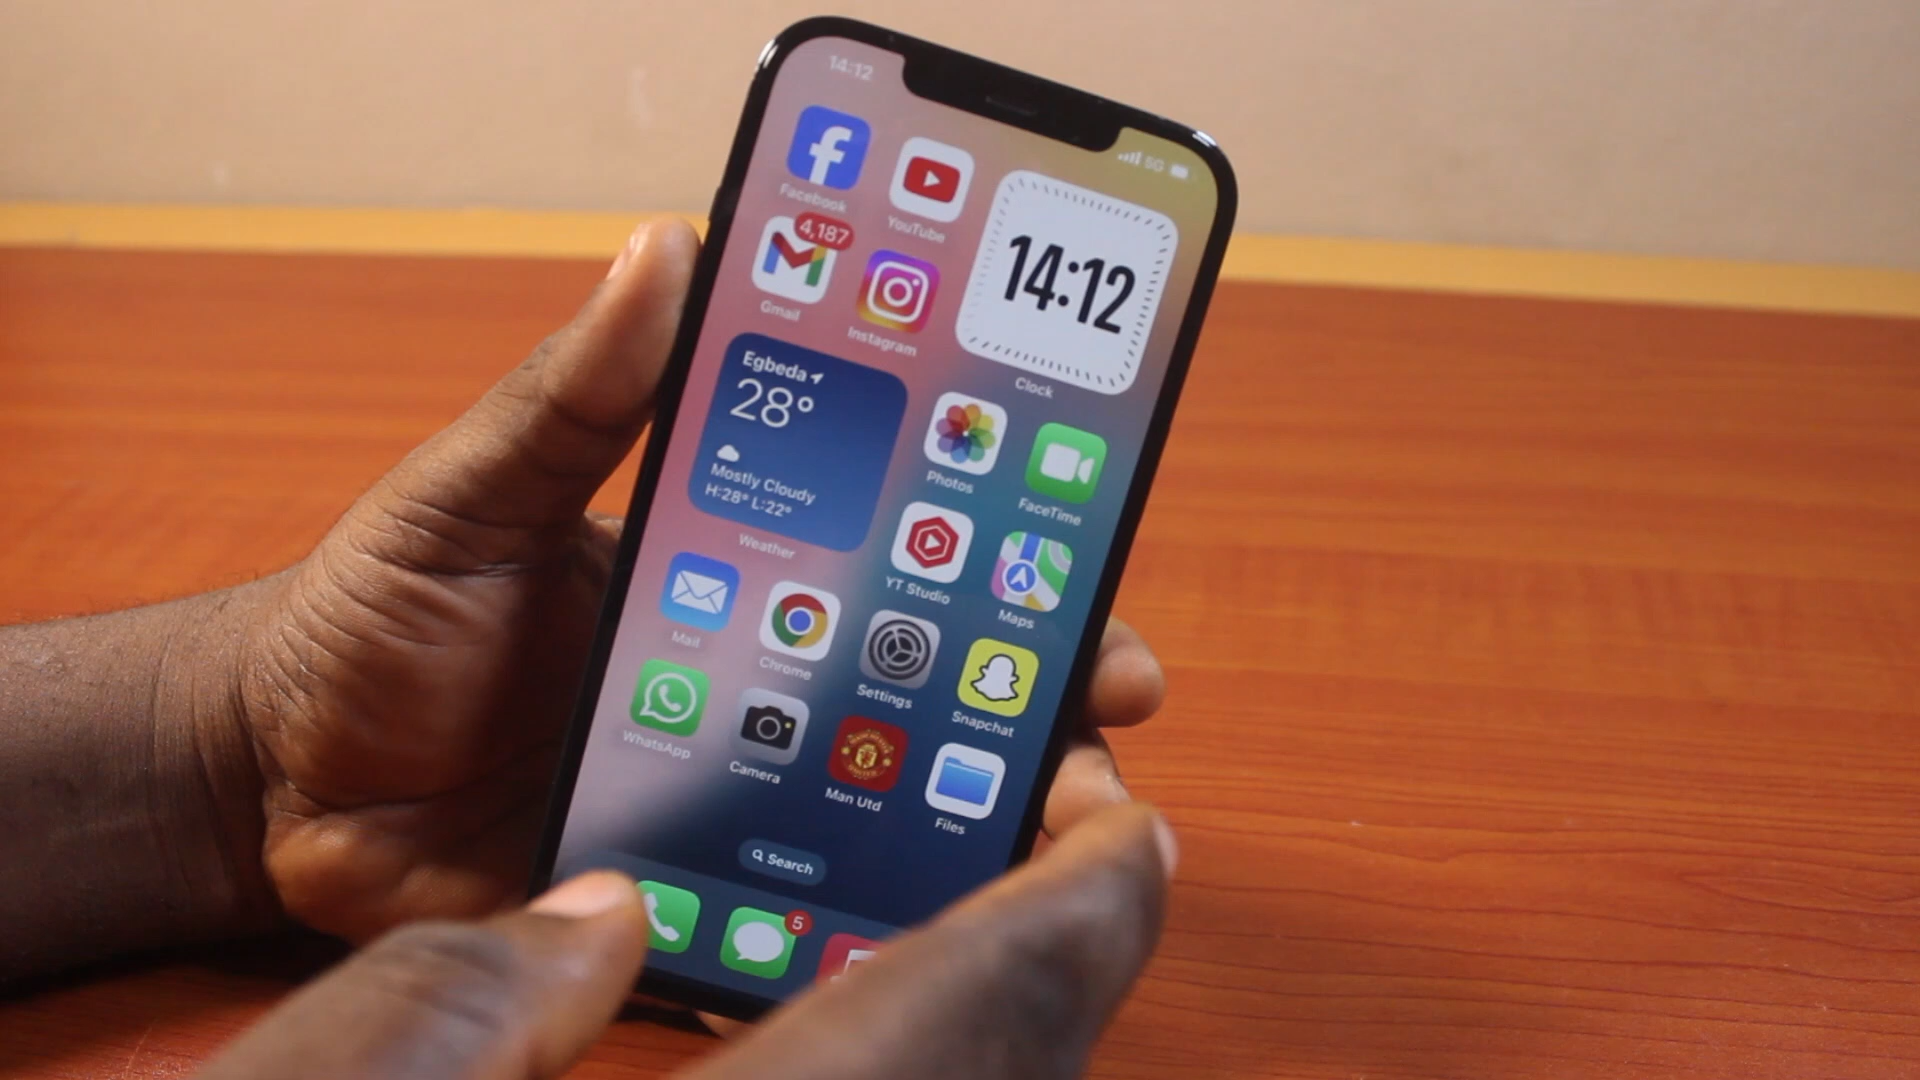 14:12
5G
Facebook
YouTube
14:12
4,187
Gmail
Instagram
Clock
Egbeda
28°
Mostly Cloudy
H:28° L:22°
Weather
Photos
FaceTime
YT Studio
Maps
Mail
Chrome
Settings
Snapchat
WhatsApp
Camera
Man Utd
Files
Search
5